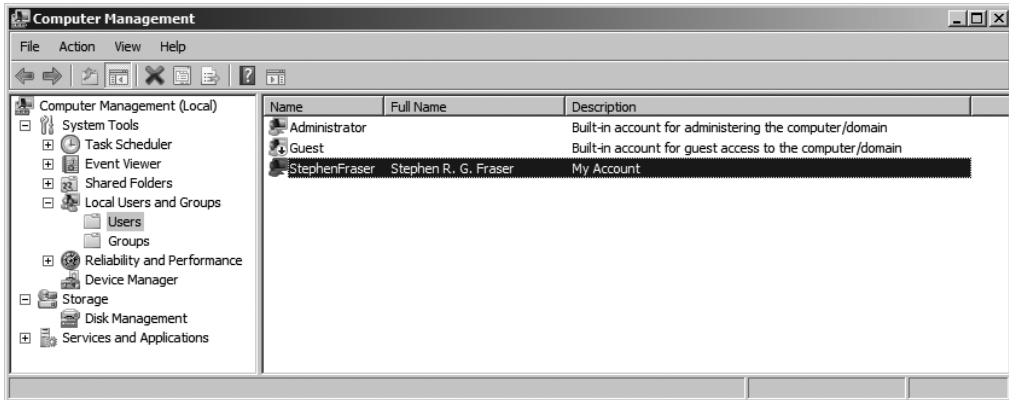 Computer Management
File Action View Help
Computer Management (Local)
System Tools
Task Scheduler
Event Viewer
Shared Folders
Local Users and Groups
Users
Groups
Reliability and Performance
Device Manager
Storage
Disk Management
Services and Applications
Name Full Name Description
Administrator Built-in account for administering the computer/domain
Guest Built-in account for guest access to the computer/domain
StephenFraser Stephen R. G. Fraser My Account